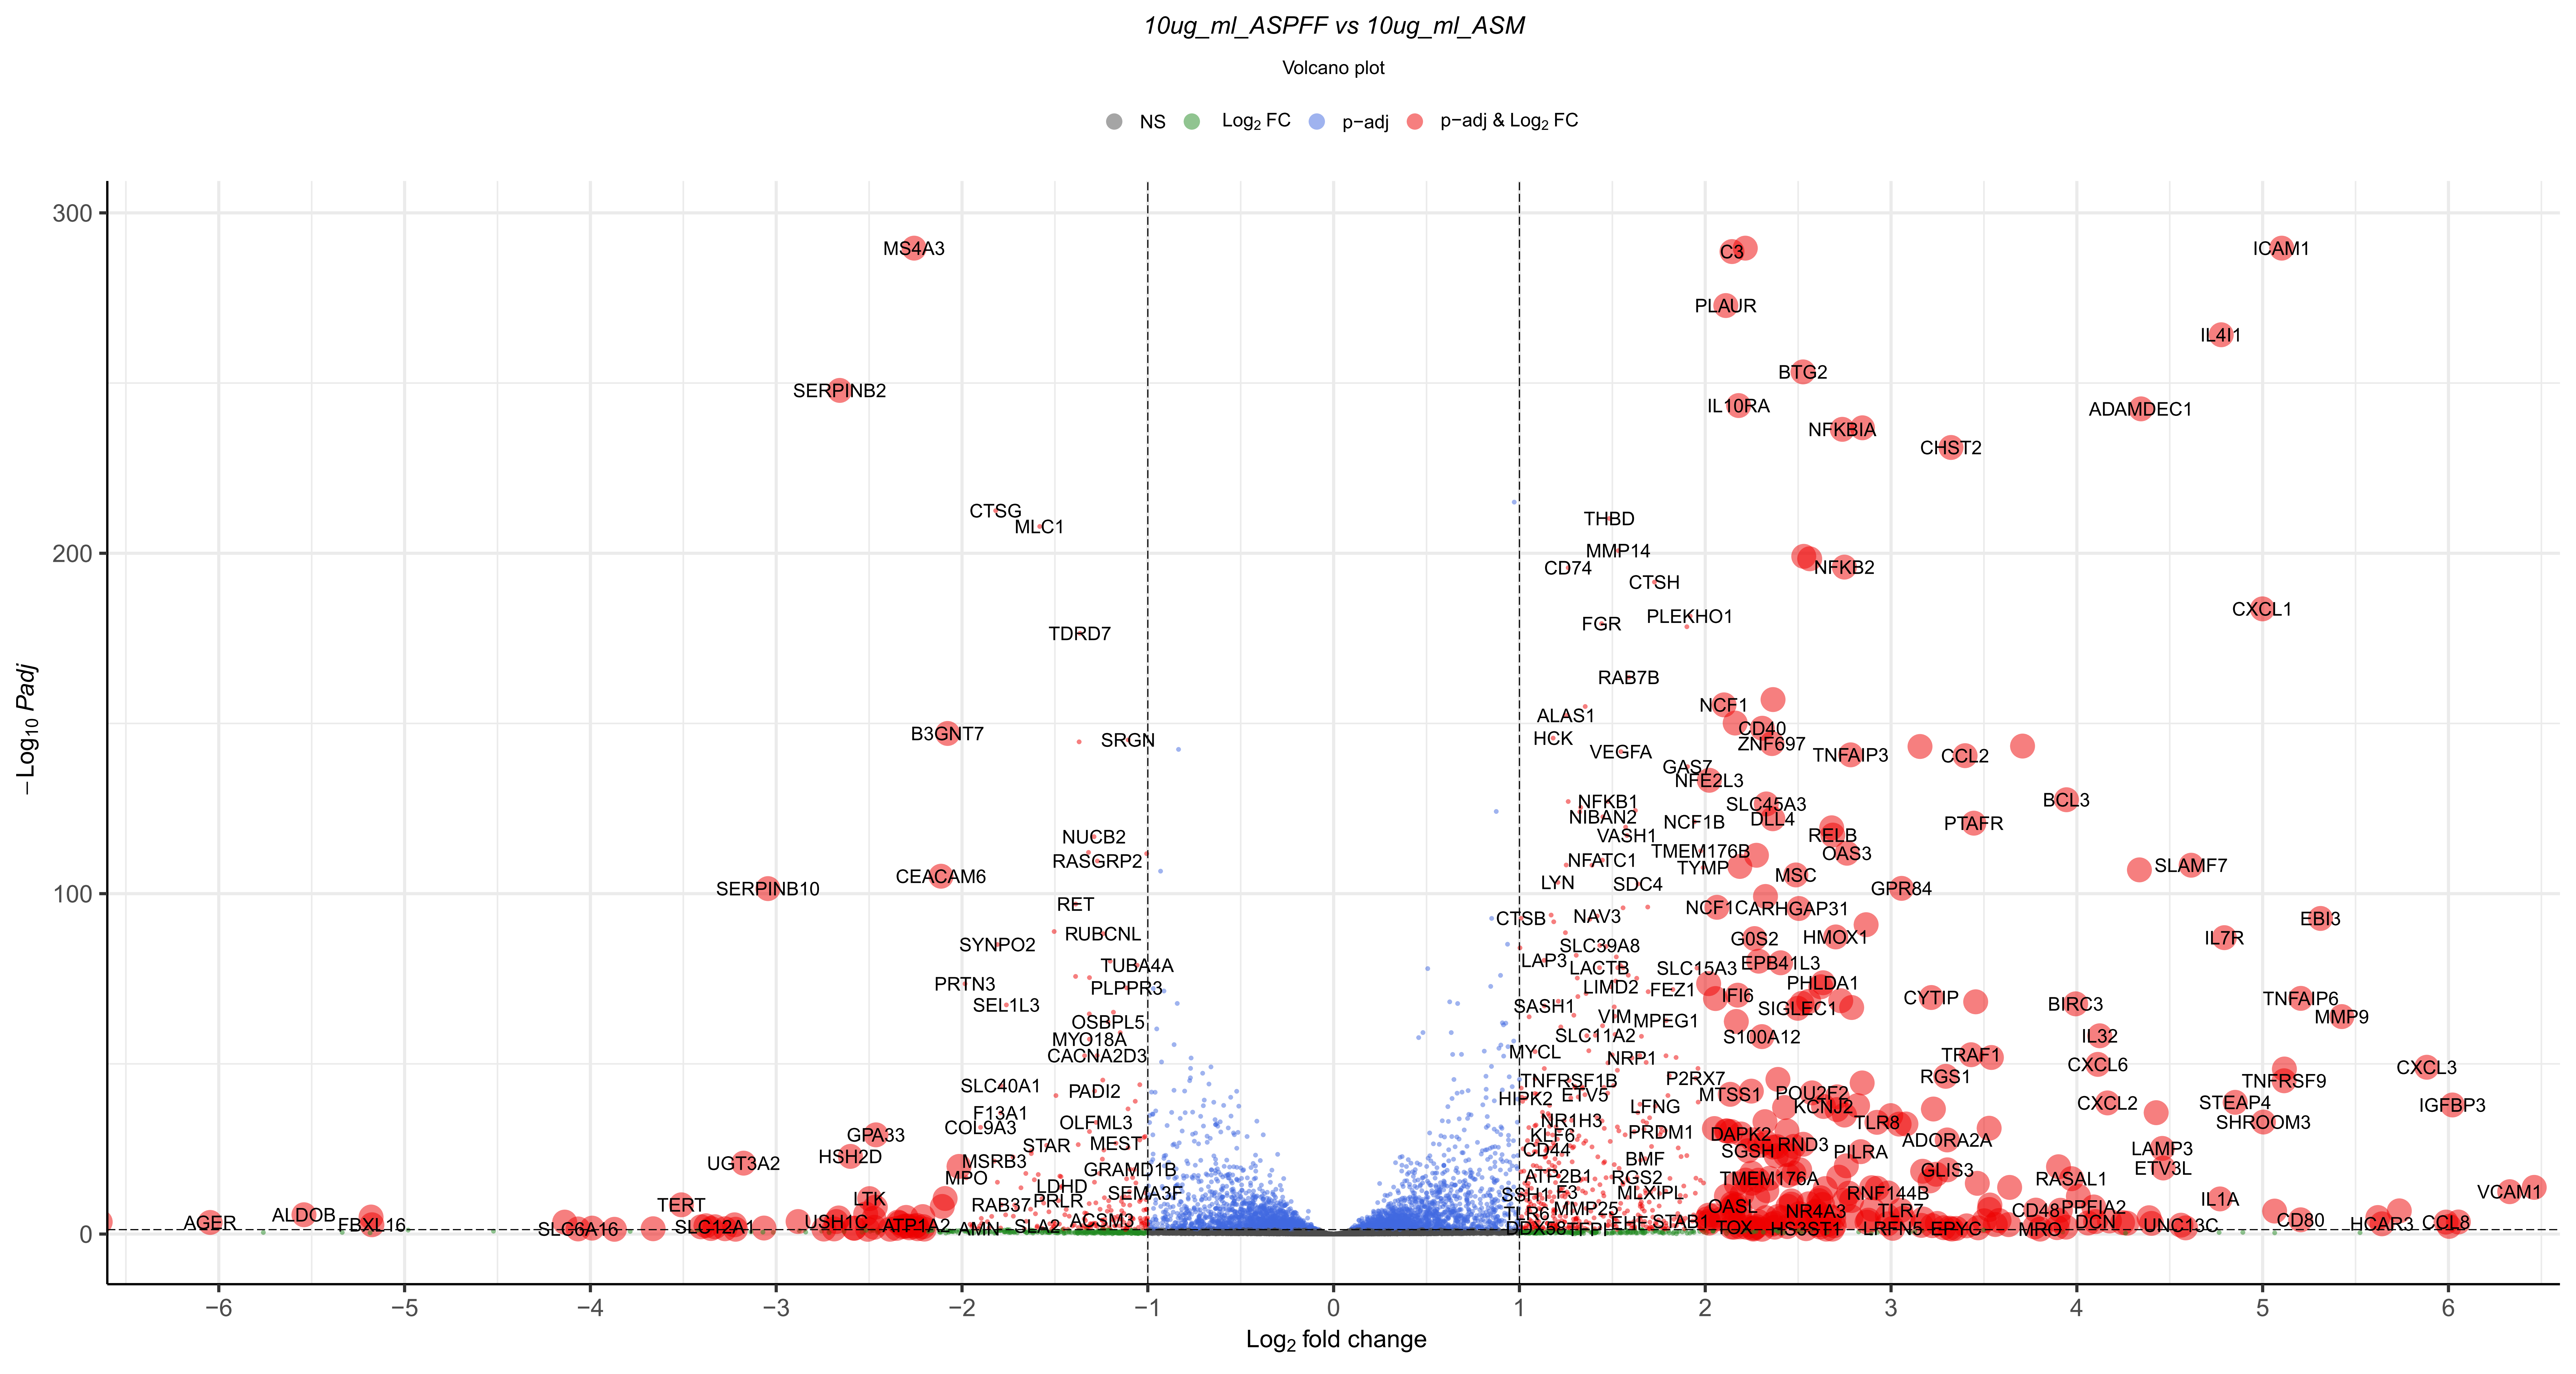 10ug_ml_ASPFF vs 10ug_ml_ASM
Volcano plot
NS Log2 FC p−adj p−adj & Log2 FC
300
MS4A3 C3 ICAM1
PLAUR
IL4I1
BTG2
SERPINB2
IL10RA ADAMDEC1
NFKBIA
CHST2
CTSG THBD
MLC1
200
MMP14
CD74 NFKB2
CTSH
CXCL1
PLEKHO1
FGR
TDRD7
RAB7B
NCF1
ALAS1
CD40
B3GNT7 SRGN HCK
ZNF697
VEGFA TNFAIP3 CCL2
GAS7
NFE2L3
NFKB1 SLC45A3 BCL3
NIBAN2 DLL4
NCF1B PTAFR
NUCB2 VASH1 RELB
TMEM176B OAS3
RASGRP2 NFATC1
TYMP SLAMF7
100
CEACAM6 LYN SDC4 MSC
SERPINB10 GPR84
RET NCF1C ARHGAP31
CTSB NAV3 EBI3
RUBCNL G0S2 HMOX1 IL7R
SYNPO2 SLC39A8
LAP3 EPB41L3
TUBA4A LACTB SLC15A3
PRTN3 PLPPR3 LIMD2 FEZ1 PHLDA1
IFI6 CYTIP TNFAIP6
SEL1L3 SASH1 SIGLEC1 BIRC3
OSBPL5 VIM MPEG1 MMP9
MYO18A SLC11A2 S100A12 IL32
CACNA2D3 MYCL NRP1 TRAF1
CXCL6 CXCL3
SLC40A1 PADI2 TNFRSF1B P2RX7 RGS1 TNFRSF9
HIPK2 ETV5 MTSS1 POU2F2
F13A1 LFNG KCNJ2 CXCL2 STEAP4 IGFBP3
COL9A3 OLFML3 NR1H3 TLR8 SHROOM3
GPA33 STAR MEST KLF6 PRDM1 DAPK2 ADORA2A
HSH2D CD44 SGSH RND3 PILRA LAMP3
UGT3A2 MSRB3 BMF
MPO GRAMD1B ATP2B1 RGS2 TMEM176A GLIS3 ETV3L
LDHD RASAL1
TERT LTK RAB37 PRLR SEMA3F SSH1 F3 MLXIPL RNF144B IL1A VCAM1
OASL
ALDOB TLR6 MMP25 NR4A3 TLR7 CD48 PPFIA2
AGER FBXL16 SLC6A16 SLC12A1 USH1C ATP1A2 AMN SLA2 ACSM3 DDX58 TFPI EHF STAB1 TOX HS3ST1 LRFN5 EPYC MRO DCN UNC13C CD80 HCAR3 CCL8
0
−Log10 Padj
−6 −5 −4 −3 −2 −1 0 1 2 3 4 5 6
Log2 fold change